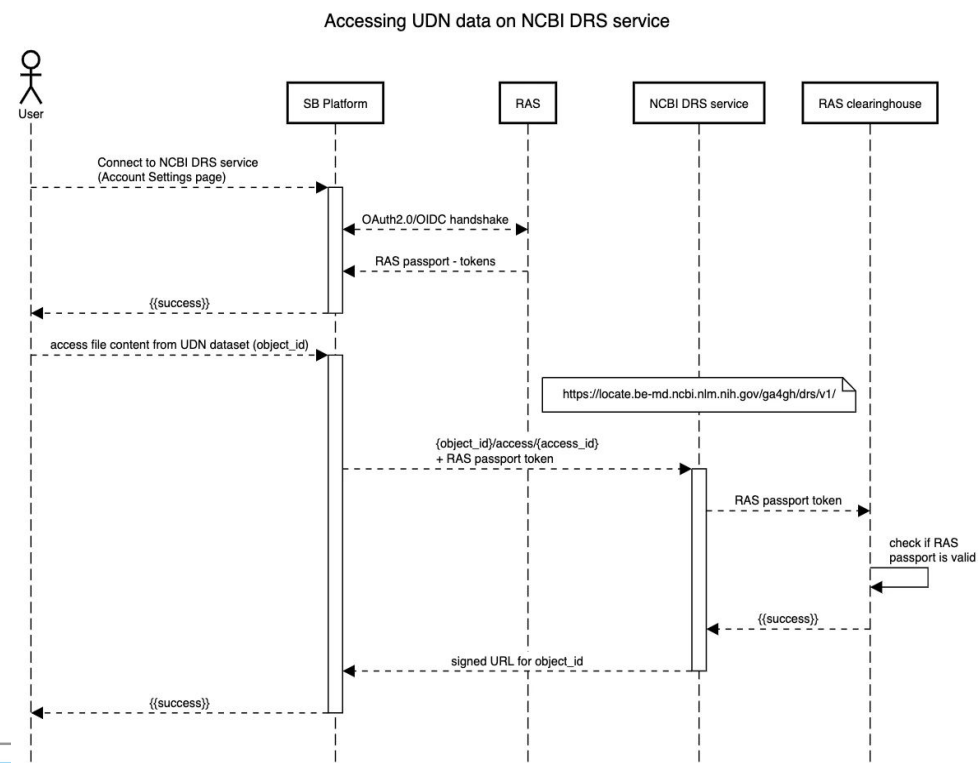 Accessing UDN data on NCBI DRS service
User
SB Platform
RAS
NCBI DRS service
RAS clearinghouse
Connect to NCBI DRS service
(Account Settings page)
OAuth2.0/OIDC handshake
RAS passport - tokens
{{success}}
access file content from UDN dataset (object_id)
https://locate.be-md.ncbi.nlm.nih.gov/ga4gh/drs/v1/
{object_id}/access/{access_id}
+ RAS passport token
RAS passport token
check if RAS
passport is valid
{{success}}
signed URL for object_id
{{success}}